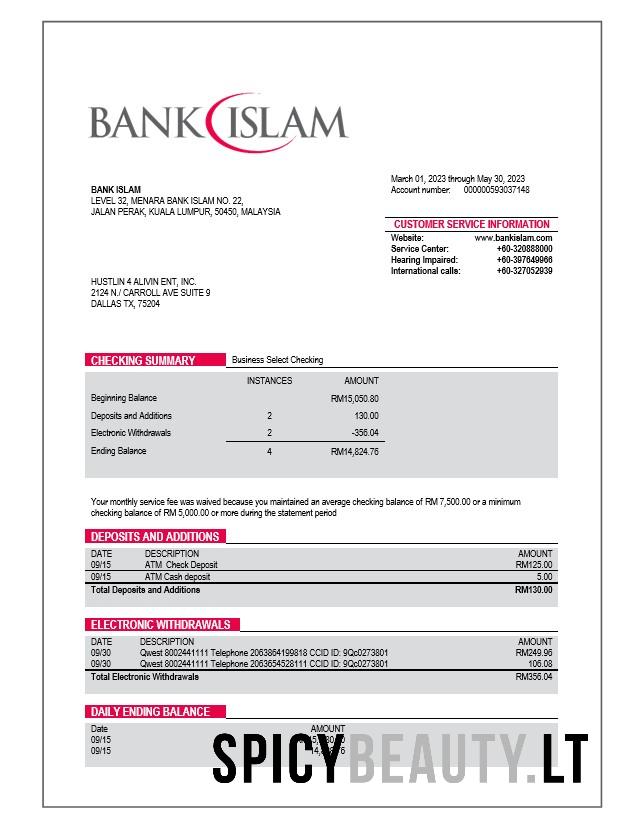 BANK ISLAM
March 01, 2023 through May 30, 2023
Account number: 000000593037148
BANK ISLAM
LEVEL 32, MENARA BANK ISLAM NO. 22,
JALAN PERAK, KUALA LUMPUR, 50450, MALAYSIA
CUSTOMER SERVICE INFORMATION
Website: www.bankislam.com
Service Center: +60-320888000
Hearing Impaired: +60-397649966
International calls: +60-327052939
HUSTLIN 4 ALIVIN ENT, INC.
2124 N./ CARROLL AVE SUITE 9
DALLAS TX, 75204
CHECKING SUMMARY Business Select Checking
INSTANCES AMOUNT
Beginning Balance RM15,050.80
Deposits and Additions 2 130.00
Electronic Withdrawals 2 -356.04
Ending Balance 4 RM14,824.76
Your monthly service fee was waived because you maintained an average checking balance of RM 7,500.00 or a minimum
checking balance of RM 5,000.00 or more during the statement period
DEPOSITS AND ADDITIONS
DATE DESCRIPTION AMOUNT
09/15 ATM Check Deposit RM125.00
09/15 ATM Cash deposit 5.00
Total Deposits and Additions RM130.00
ELECTRONIC WITHDRAWALS
DATE DESCRIPTION AMOUNT
09/30 Qwest 8002441111 Telephone 2063864199818 CCID ID: 9Qc0273801 RM249.96
09/30 Qwest 8002441111 Telephone 2063654528111 CCID ID: 9Qc0273801 106.08
Total Electronic Withdrawals RM356.04
DAILY ENDING BALANCE
Date AMOUNT
09/15
09/15
SPICYBEAUTY.LT